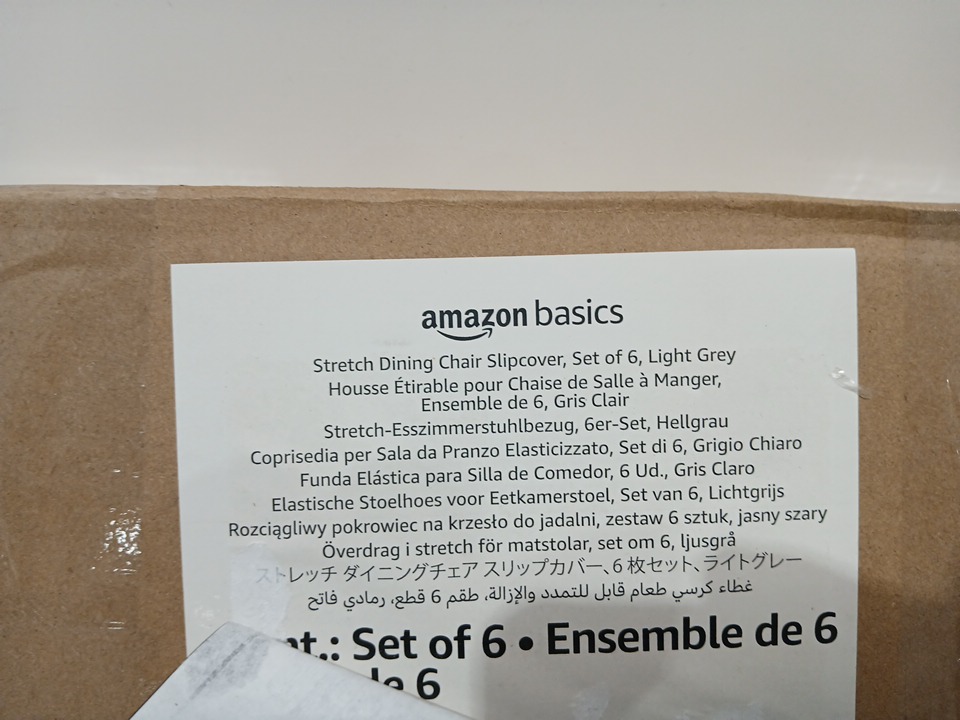 amazon basics
Stretch Dining Chair Slipcover, Set of 6, Light Grey
Housse Étirable pour Chaise de Salle à Manger,
Ensemble de 6, Gris Clair
Stretch-Esszimmerstuhlbezug, 6er-Set, Hellgrau
Coprisedia per Sala da Pranzo Elasticizzato, Set di 6, Grigio Chiaro
Funda Elástica para Silla de Comedor, 6 Ud., Gris Claro
Elastische Stoelhoes voor Eetkamerstoel, Set van 6, Lichtgrijs
Rozciągliwy pokrowiec na krzesło do jadalni, zestaw 6 sztuk, jasny szary
Överdrag i stretch för matstolar, set om 6, ljusgrå
ストレッチ ダイニングチェア スリップカバー、6 枚セット、ライトグレー
غطاء كرسي طعام قابل للتمدد والإزالة، طقم 6 قطع، رمادي فاتح
Set of 6 • Ensemble de 6
6